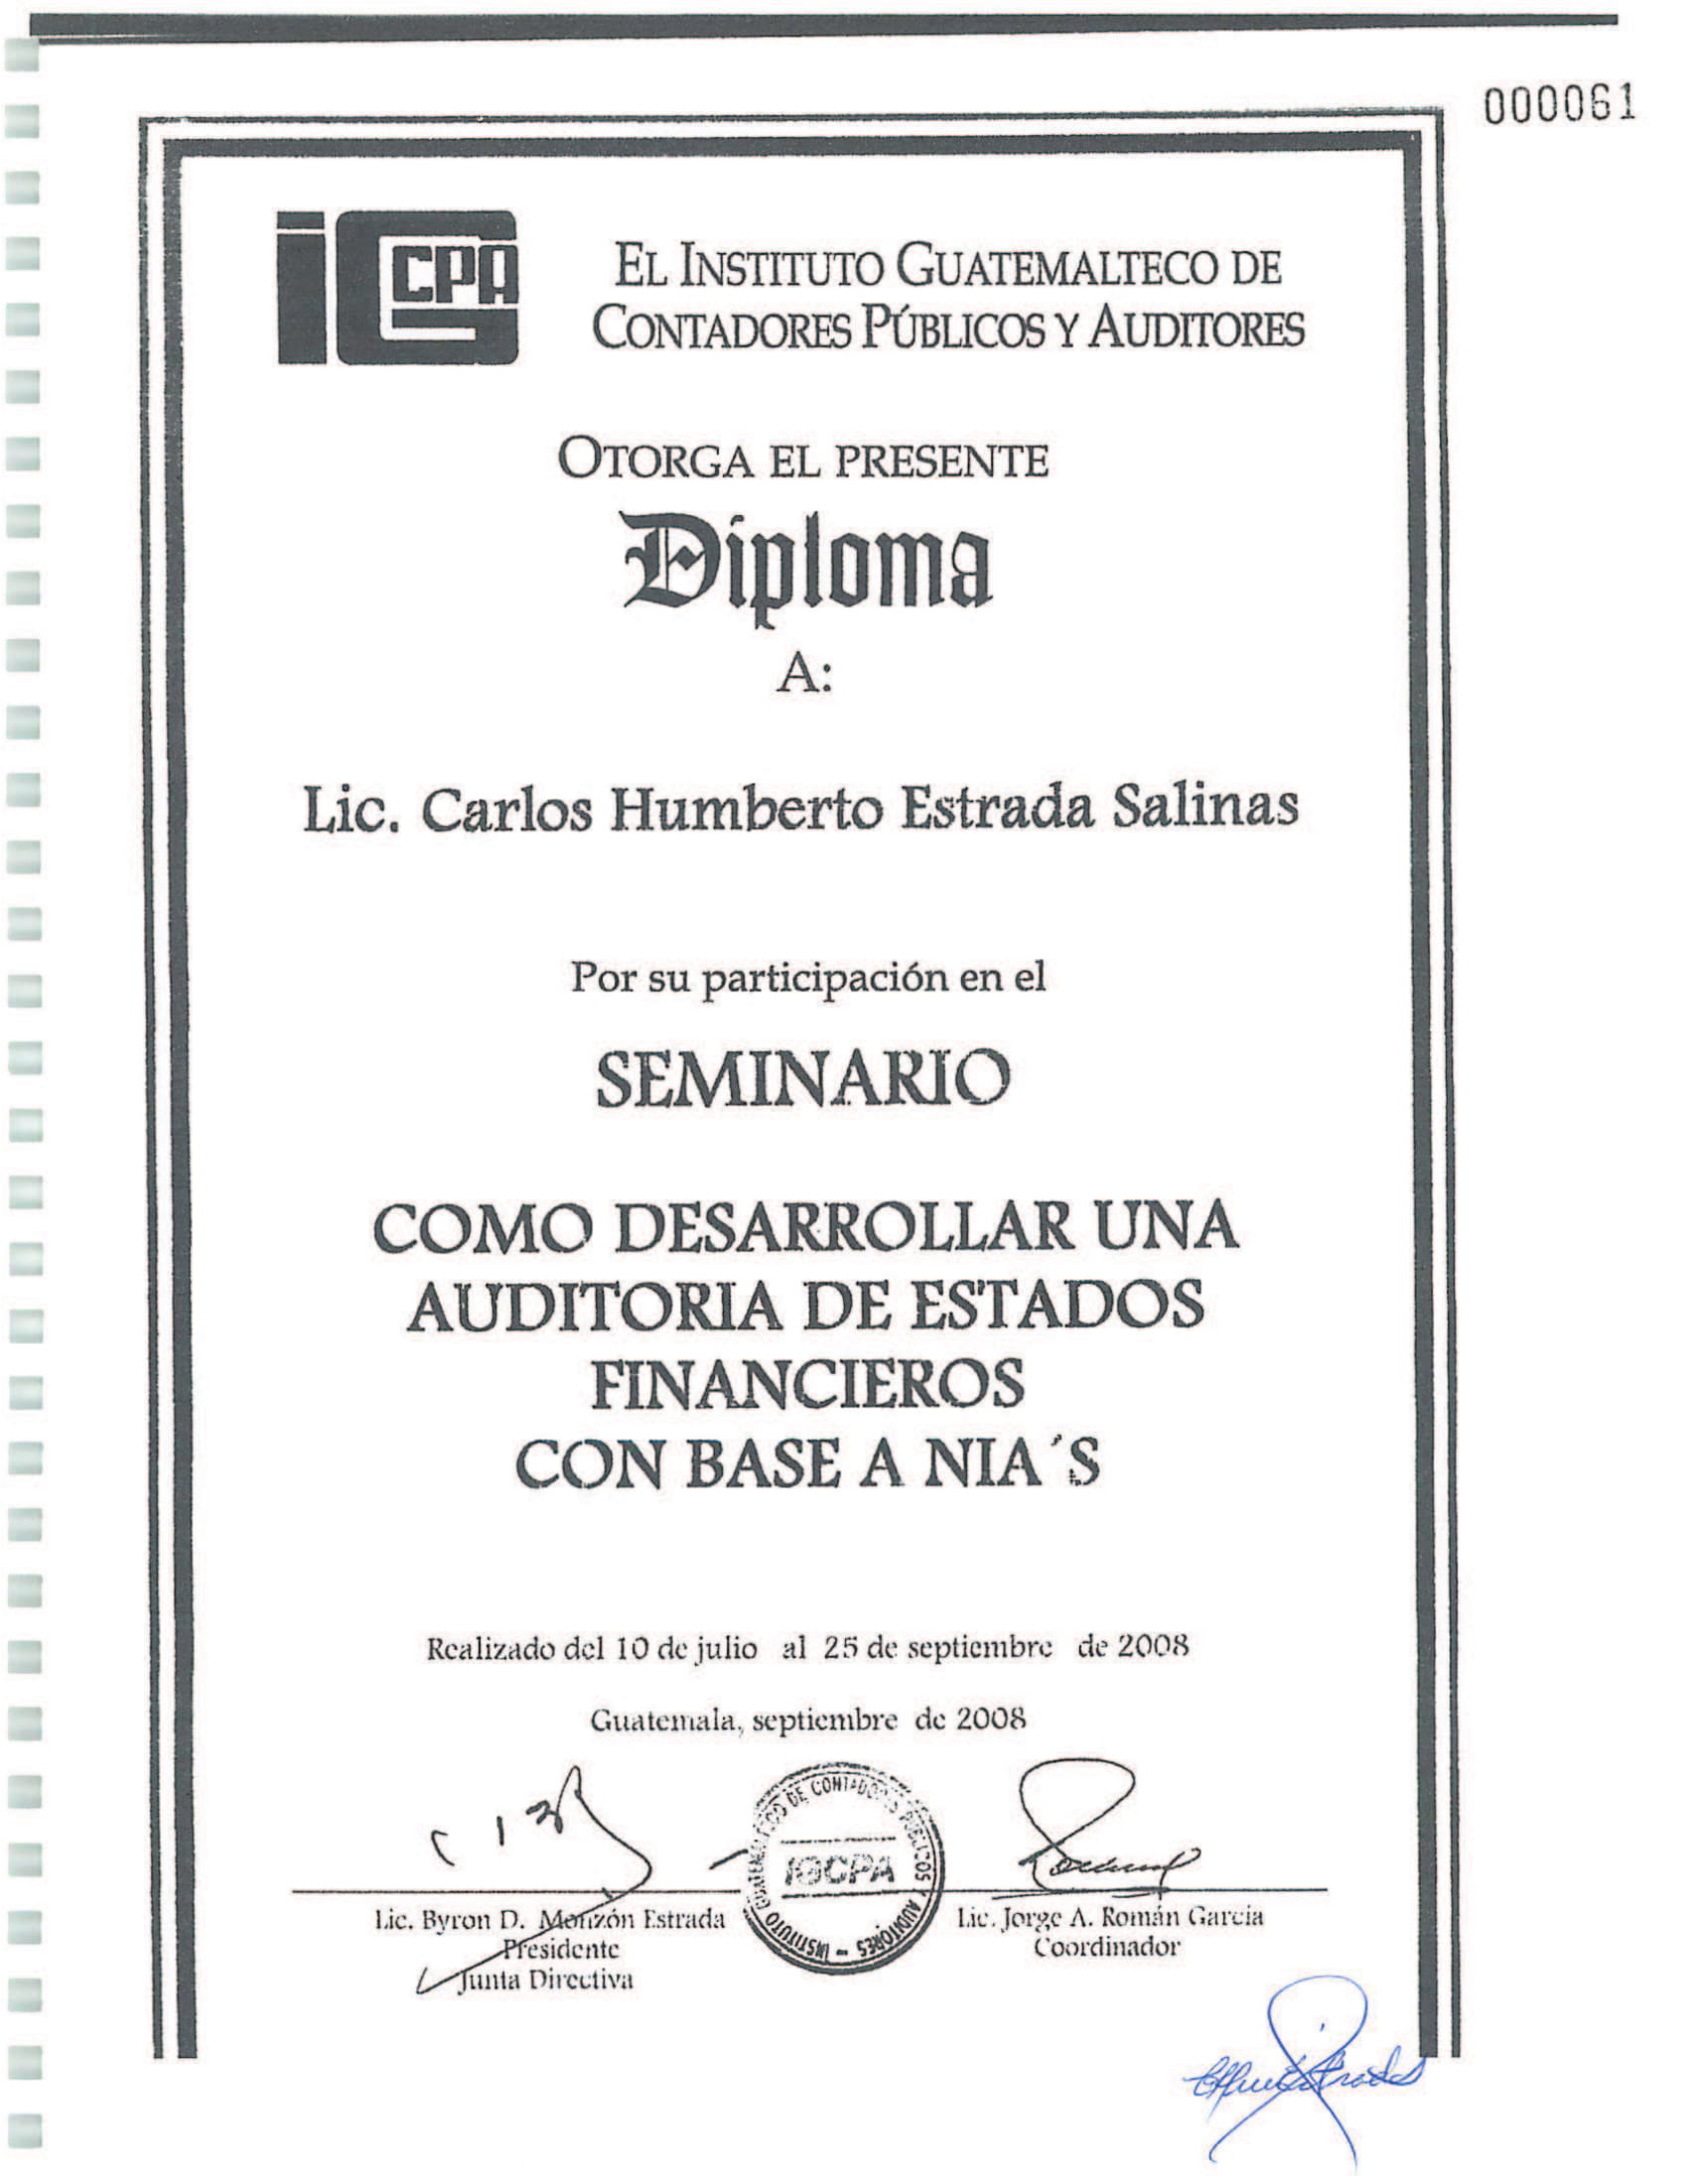 000061
iG CPA
EL INSTITUTO GUATEMALTECO DE
CONTADORES PÚBLICOS Y AUDITORES
OTORGA EL PRESENTE
Diploma
A:
Lic. Carlos Humberto Estrada Salinas
Por su participación en el
SEMINARIO
COMO DESARROLLAR UNA
AUDITORIA DE ESTADOS
FINANCIEROS
CON BASE A NIA´S
Realizado del 10 de julio al 25 de septiembre de 2008
Guatemala, septiembre de 2008
INSTITUTO GUATEMALTECO DE CONTADORES PUBLICOS Y AUDITORES
IGCPA
Lic. Byron D. Monzón Estrada
Presidente
Junta Directiva
Lic. Jorge A. Román García
Coordinador